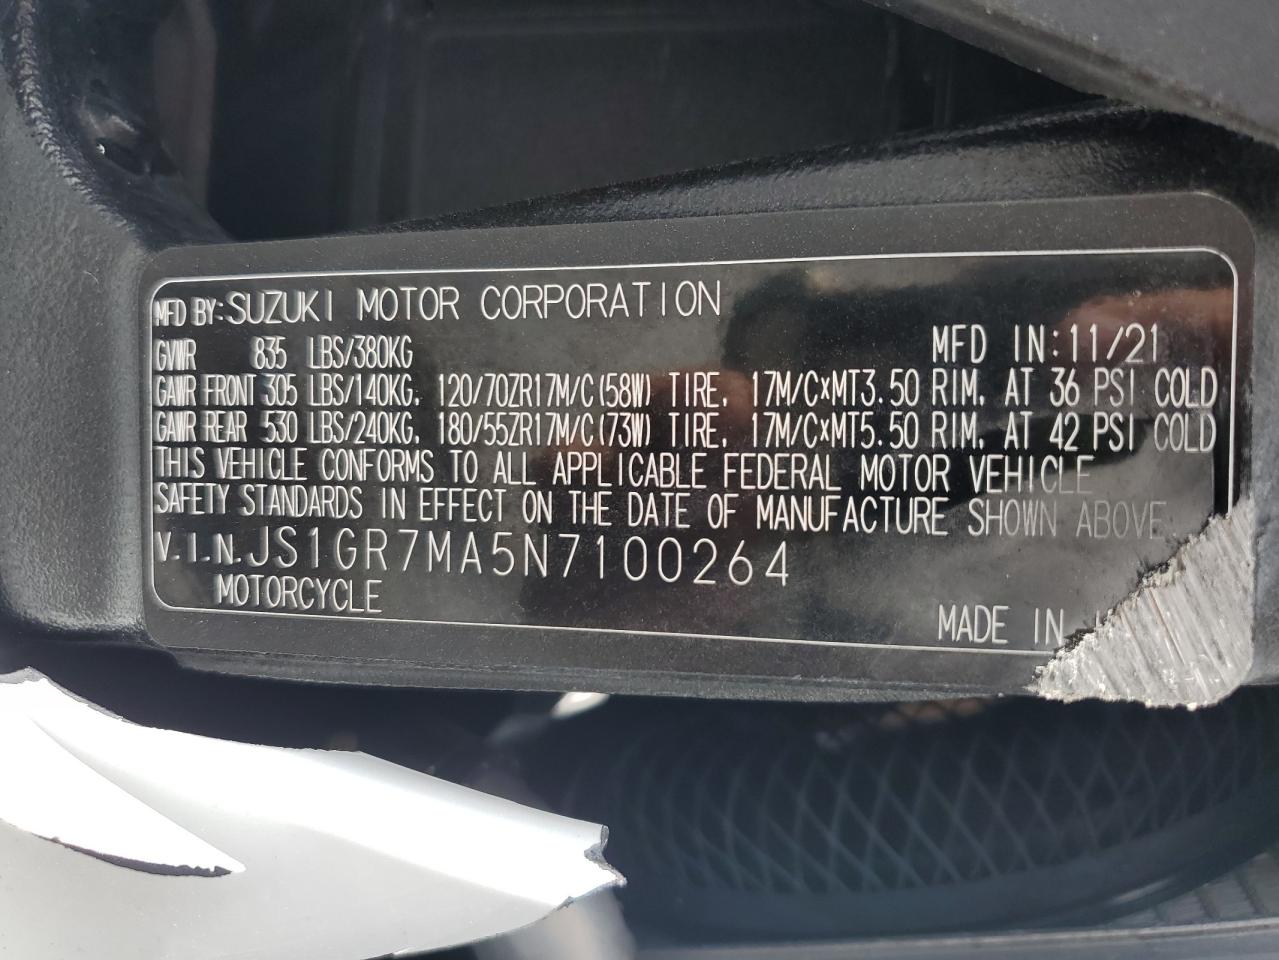 MFD BY: SUZUKI MOTOR CORPORATION
GVWR 835 LBS/380KG MFD IN: 11/21
GAWR FRONT 305 LBS/140KG, 120/70ZR17M/C(58W) TIRE, 17M/C×MT3.50 RIM, AT 36 PSI COLD
GAWR REAR 530 LBS/240KG, 180/55ZR17M/C(73W) TIRE, 17M/C×MT5.50 RIM, AT 42 PSI COLD
THIS VEHICLE CONFORMS TO ALL APPLICABLE FEDERAL MOTOR VEHICLE
SAFETY STANDARDS IN EFFECT ON THE DATE OF MANUFACTURE SHOWN ABOVE
V.I.N. JS1GR7MA5N7100264
MOTORCYCLE
MADE IN